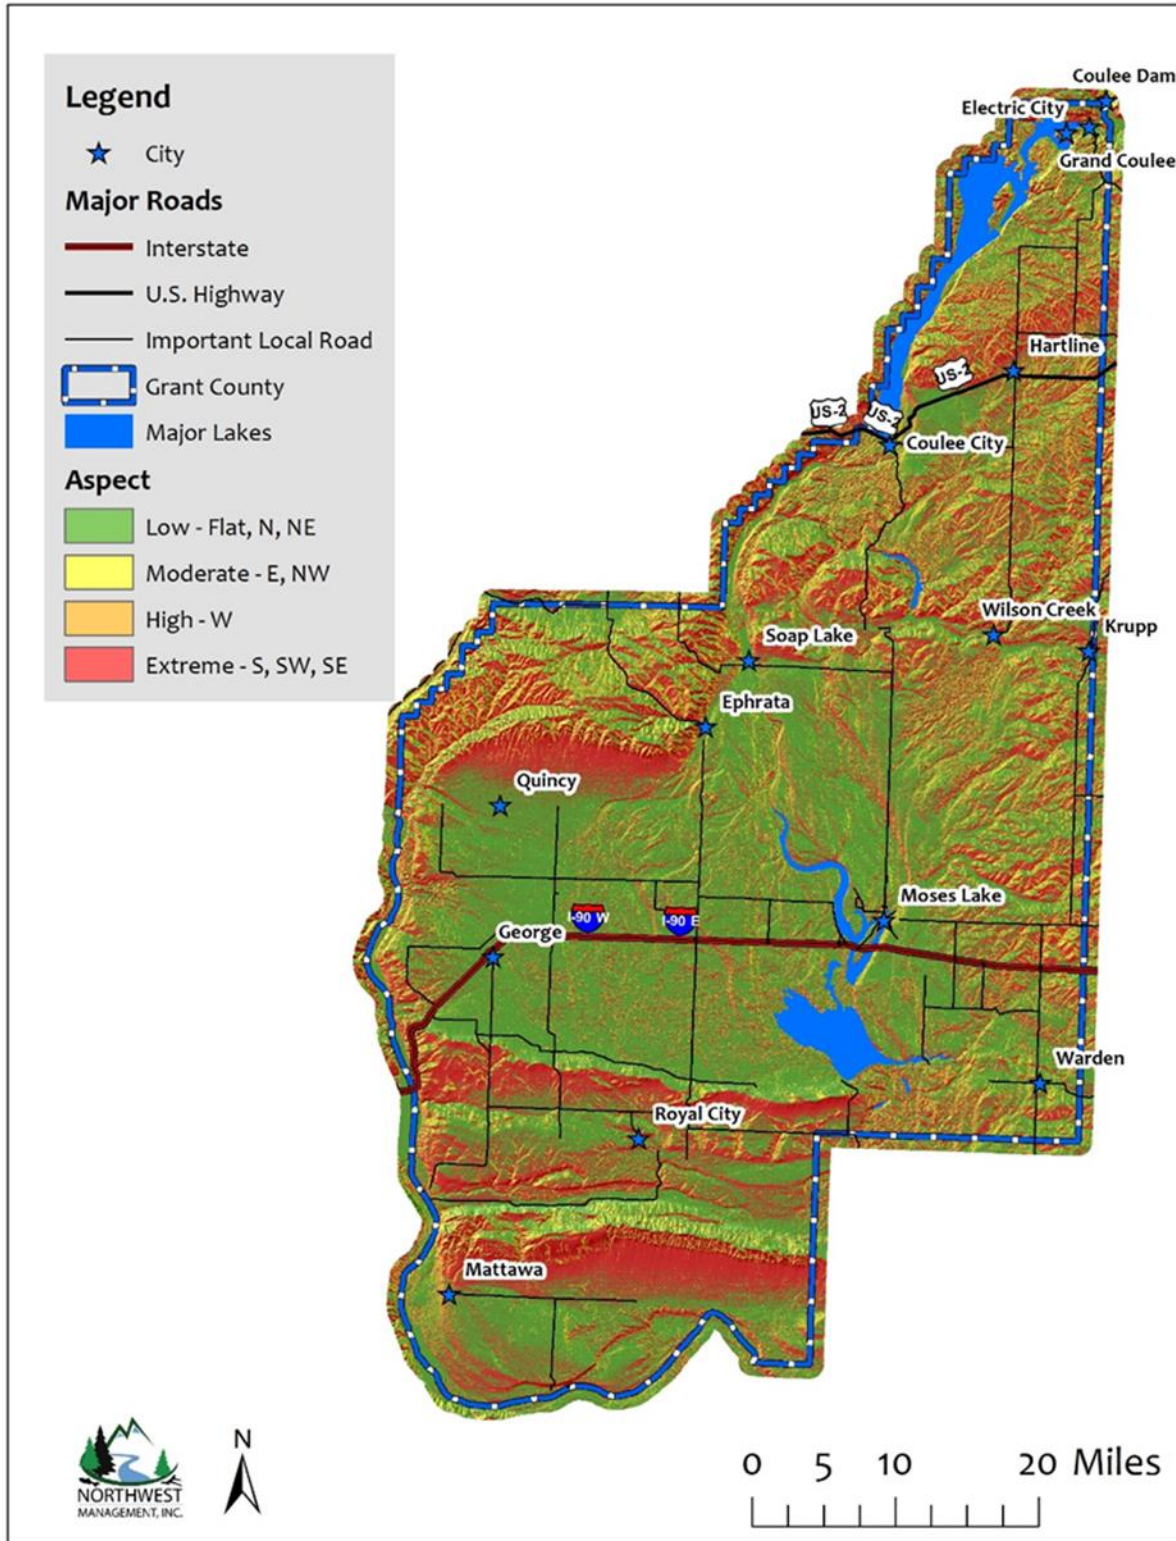 Legend
City
Major Roads
Interstate
U.S. Highway
Important Local Road
Grant County
Major Lakes
Aspect
Low - Flat, N, NE
Moderate - E, NW
High - W
Extreme - S, SW, SE
Coulee Dam
Electric City
Grand Coulee
Hartline
US-2
US-2
US-2
Coulee City
Wilson Creek
Krupp
Soap Lake
Ephrata
Quincy
Moses Lake
I-90 W
I-90 E
George
Warden
Royal City
Mattawa
NORTHWEST
MANAGEMENT, INC.
N
0 5 10 20 Miles